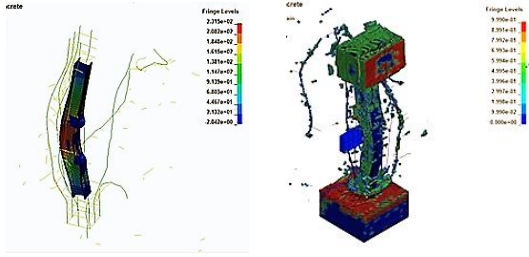 crete
Fringe Levels
2.315e+02
2.082e+02
1.848e+02
1.615e+02
1.381e+02
1.147e+02
9.139e+01
6.803e+01
4.467e+01
2.132e+01
-2.042e+00
crete
Fringe Levels
9.990e-01
8.991e-01
7.992e-01
6.993e-01
5.994e-01
4.995e-01
3.996e-01
2.997e-01
1.998e-01
9.990e-02
0.000e+00